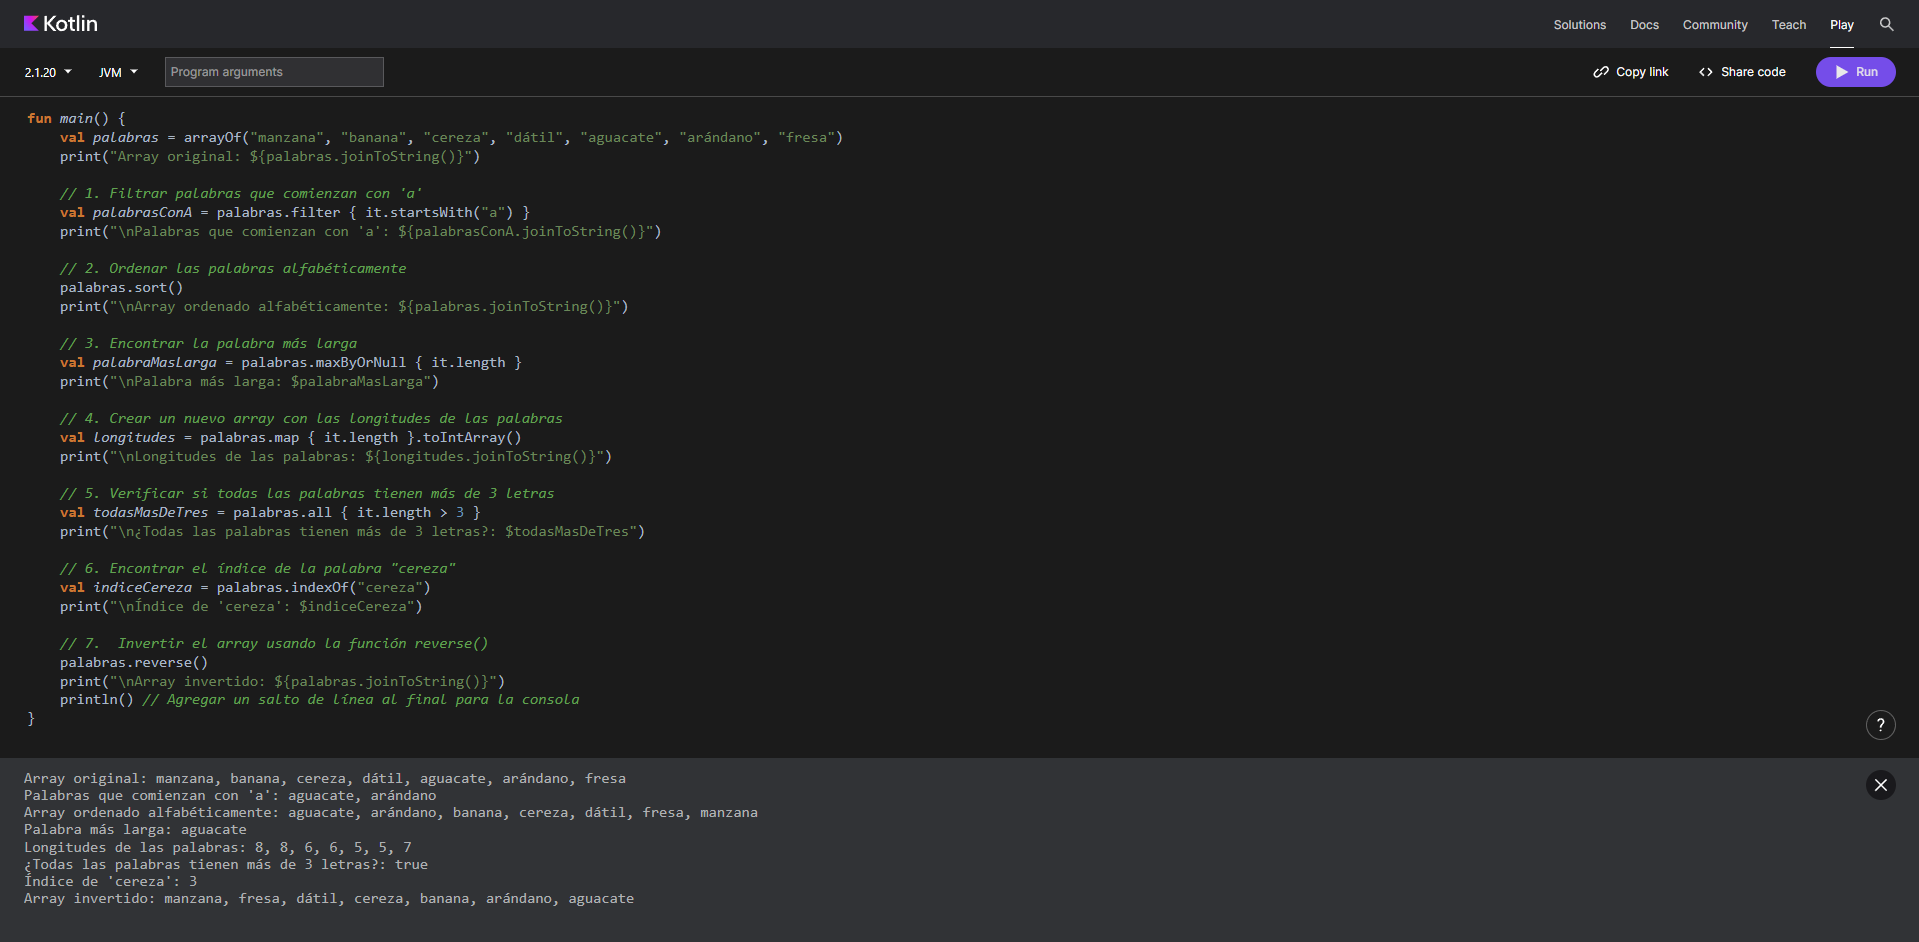 Kotlin
Solutions Docs Community Teach Play
2.1.20 JVM Program arguments Copy link Share code Run
fun main() {
    val palabras = arrayOf("manzana", "banana", "cereza", "dátil", "aguacate", "arándano", "fresa")
    print("Array original: ${palabras.joinToString()}")
    // 1. Filtrar palabras que comienzan con 'a'
    val palabrasConA = palabras.filter { it.startsWith("a") }
    print("\nPalabras que comienzan con 'a': ${palabrasConA.joinToString()}")
    // 2. Ordenar las palabras alfabéticamente
    palabras.sort()
    print("\nArray ordenado alfabéticamente: ${palabras.joinToString()}")
    // 3. Encontrar la palabra más larga
    val palabraMasLarga = palabras.maxByOrNull { it.length }
    print("\nPalabra más larga: $palabraMasLarga")
    // 4. Crear un nuevo array con las longitudes de las palabras
    val longitudes = palabras.map { it.length }.toIntArray()
    print("\nLongitudes de las palabras: ${longitudes.joinToString()}")
    // 5. Verificar si todas las palabras tienen más de 3 letras
    val todasMasDeTres = palabras.all { it.length > 3 }
    print("\n¿Todas las palabras tienen más de 3 letras?: $todasMasDeTres")
    // 6. Encontrar el índice de la palabra "cereza"
    val indiceCereza = palabras.indexOf("cereza")
    print("\nÍndice de 'cereza': $indiceCereza")
    // 7.  Invertir el array usando la función reverse()
    palabras.reverse()
    print("\nArray invertido: ${palabras.joinToString()}")
    println() // Agregar un salto de línea al final para la consola
}
?
Array original: manzana, banana, cereza, dátil, aguacate, arándano, fresa
Palabras que comienzan con 'a': aguacate, arándano
Array ordenado alfabéticamente: aguacate, arándano, banana, cereza, dátil, fresa, manzana
Palabra más larga: aguacate
Longitudes de las palabras: 8, 8, 6, 6, 5, 5, 7
¿Todas las palabras tienen más de 3 letras?: true
Índice de 'cereza': 3
Array invertido: manzana, fresa, dátil, cereza, banana, arándano, aguacate